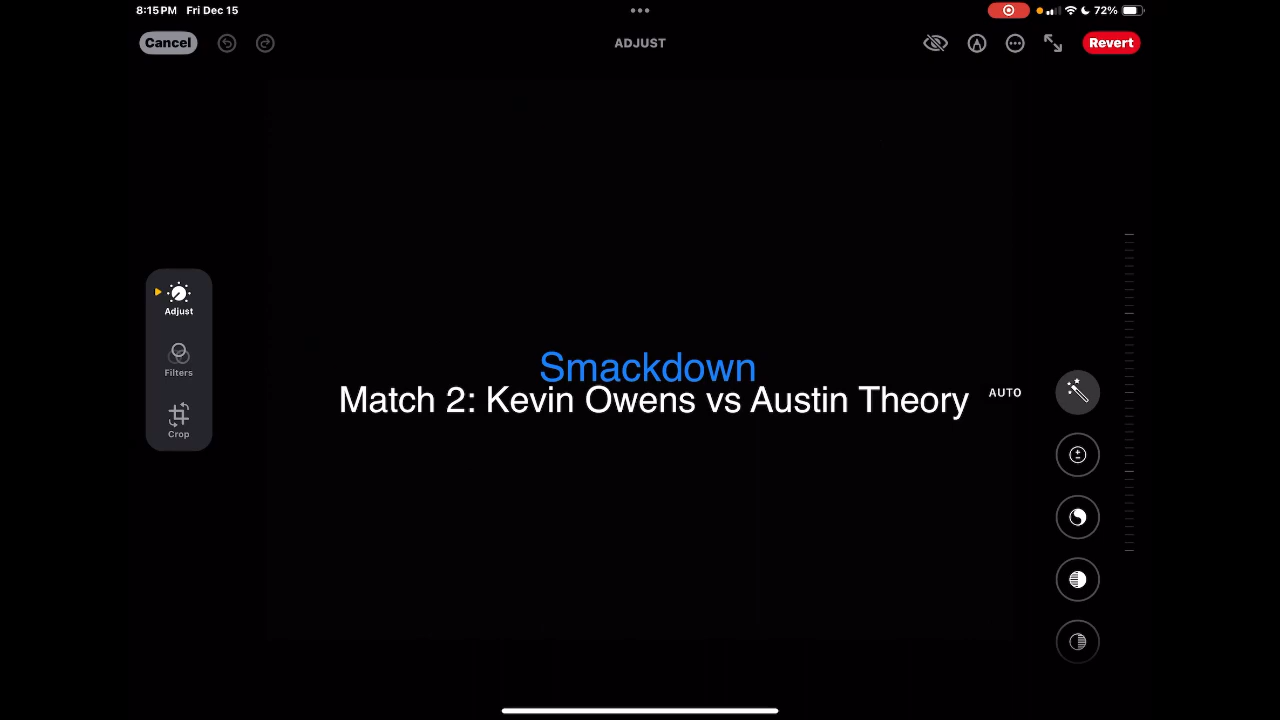 8:15 PM Fri Dec 15
72%
Cancel
ADJUST
Revert
Adjust
Filters
Crop
Smackdown
Match 2: Kevin Owens vs Austin Theory
AUTO